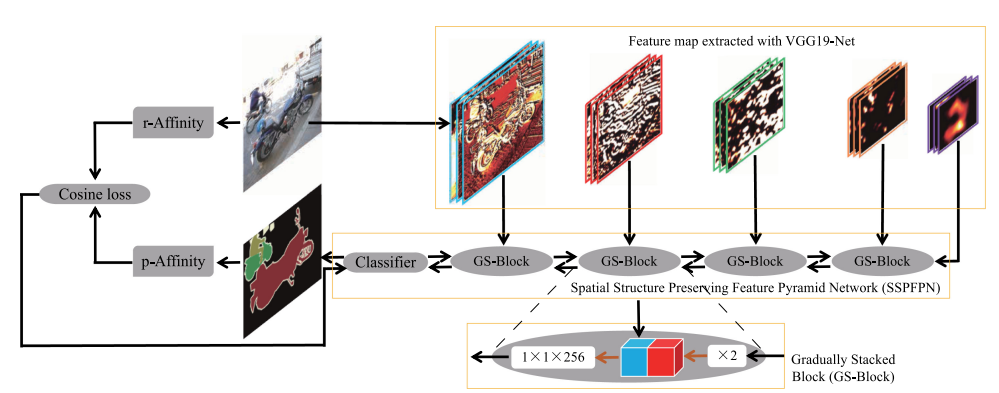 Feature map extracted with VGG19-Net
r-Affinity
Cosine loss
p-Affinity
Classifier
GS-Block
GS-Block
GS-Block
GS-Block
Spatial Structure Preserving Feature Pyramid Network (SSPFPN)
1×1×256
×2
Gradually Stacked
Block (GS-Block)